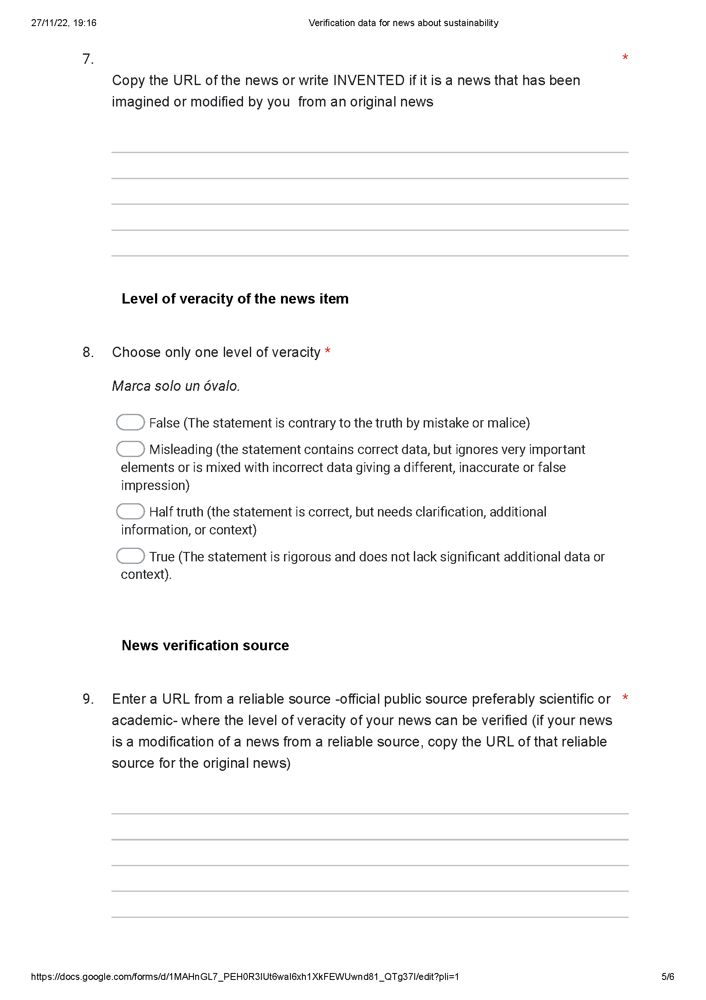 27/11/22, 19:16
Verification data for news about sustainability
7.
*
Copy the URL of the news or write INVENTED if it is a news that has been
imagined or modified by you  from an original news
Level of veracity of the news item
8. Choose only one level of veracity *
Marca solo un óvalo.
False (The statement is contrary to the truth by mistake or malice)
Misleading (the statement contains correct data, but ignores very important
elements or is mixed with incorrect data giving a different, inaccurate or false
impression)
Half truth (the statement is correct, but needs clarification, additional
information, or context)
True (The statement is rigorous and does not lack significant additional data or
context).
News verification source
9. Enter a URL from a reliable source -official public source preferably scientific or *
academic- where the level of veracity of your news can be verified (if your news
is a modification of a news from a reliable source, copy the URL of that reliable
source for the original news)
https://docs.google.com/forms/d/1MAHnGL7_PEH0R3IUt6wal6xh1XkFEWUwnd81_QTg37I/edit?pli=1
5/6